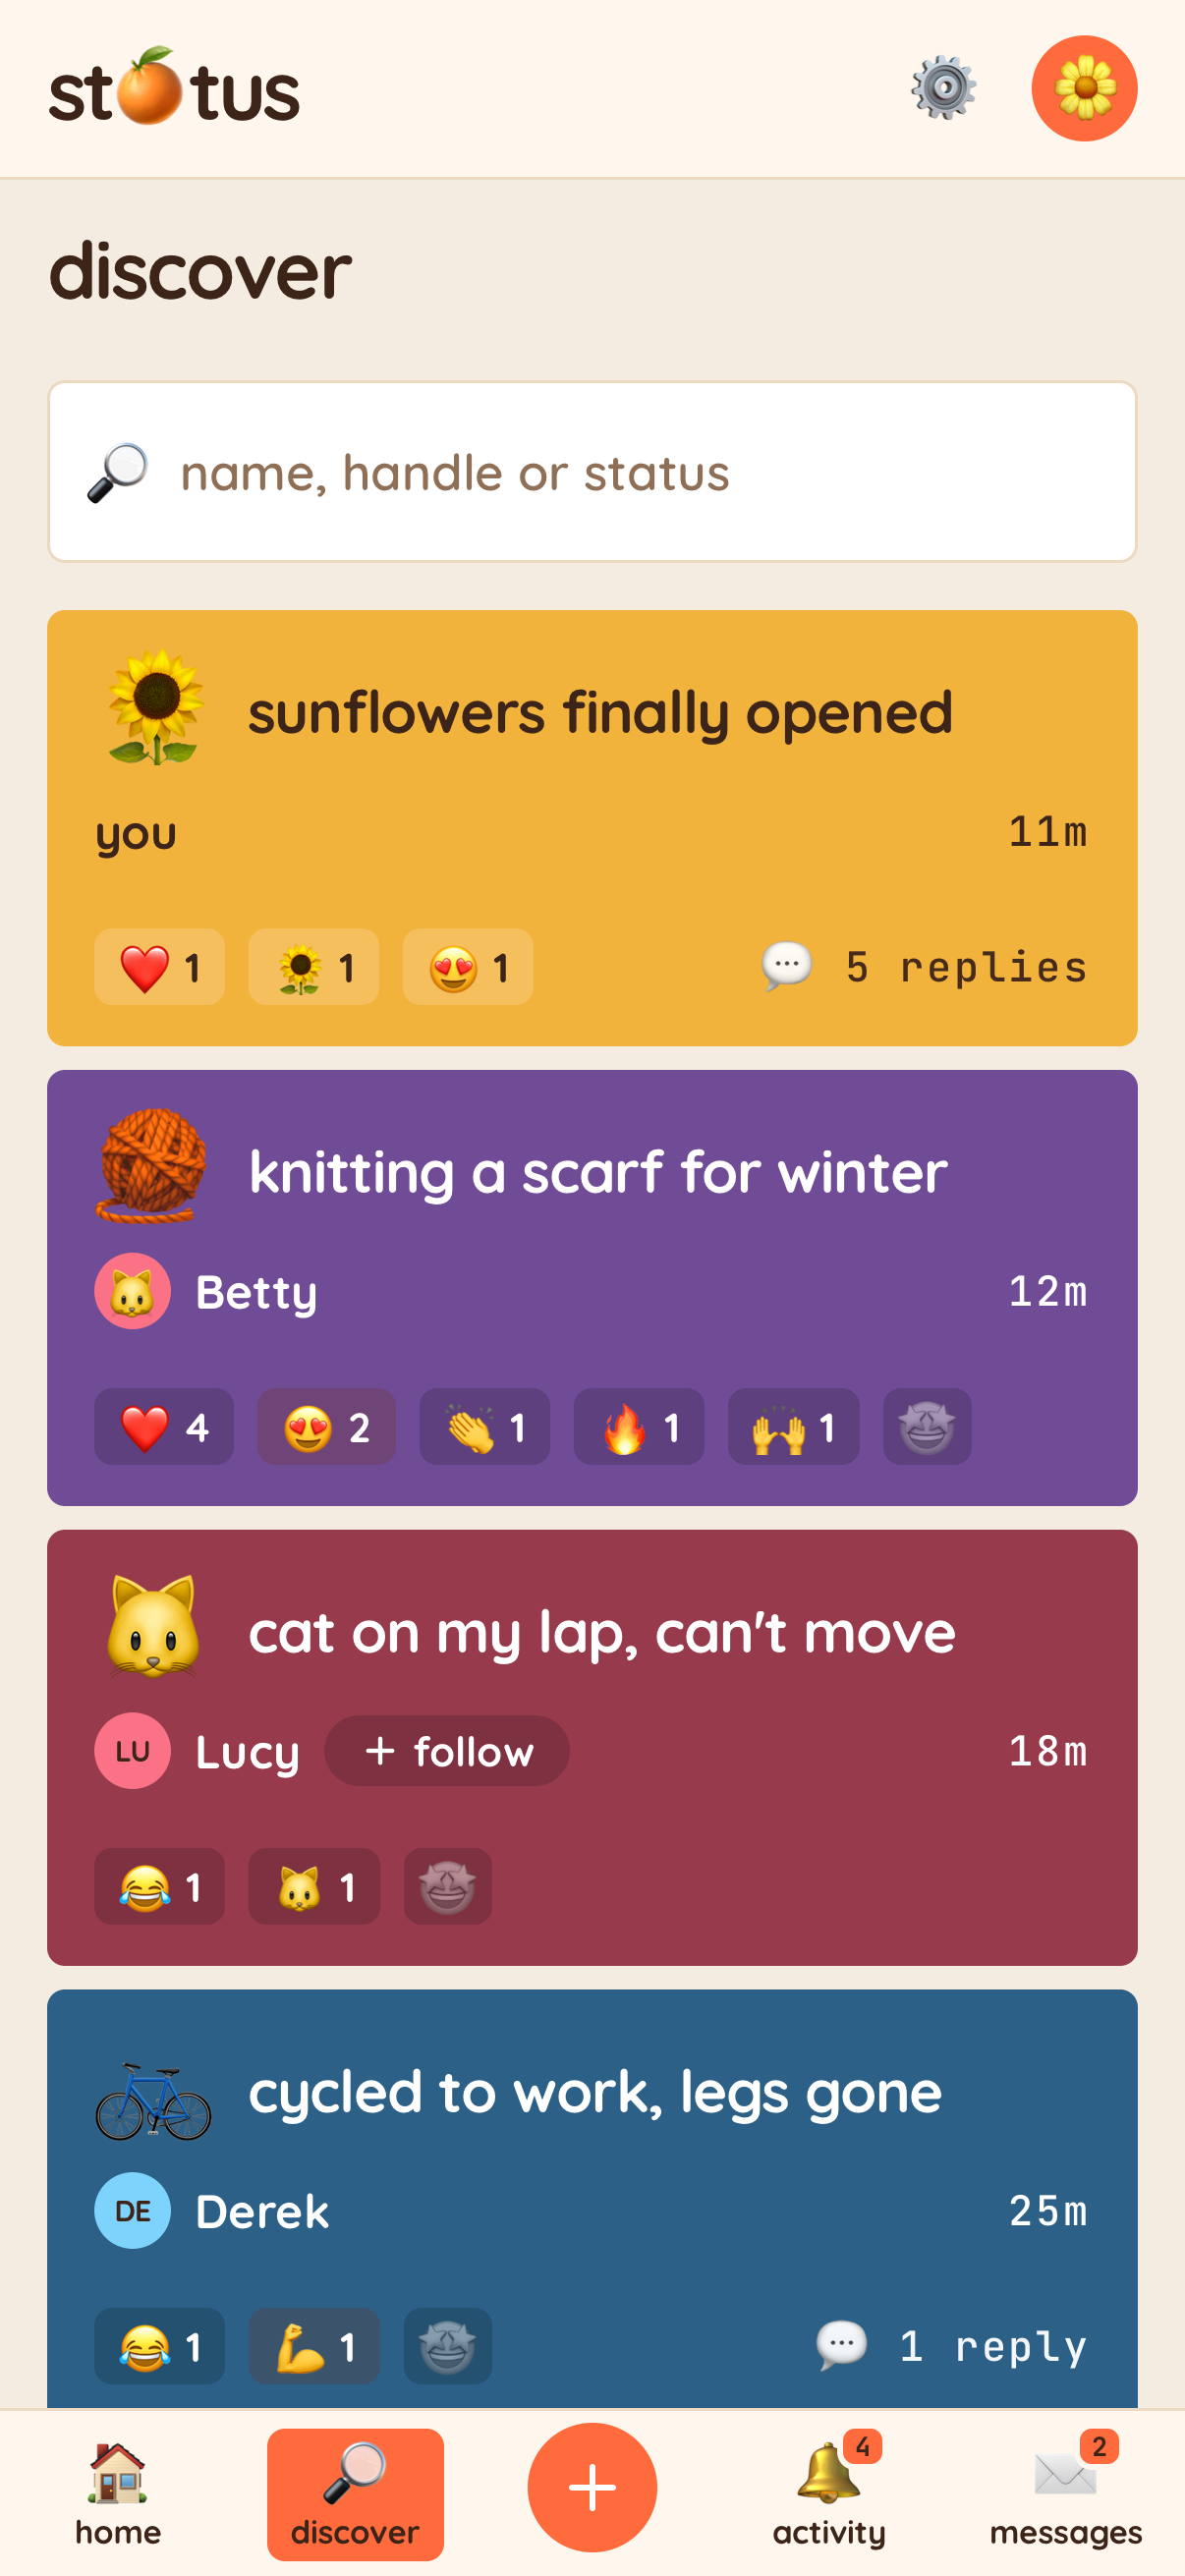 st🍊tus
discover
name, handle or status
sunflowers finally opened
you 11m
1 1 1 5 replies
knitting a scarf for winter
Betty 12m
4 2 1 1 1
cat on my lap, can't move
LU Lucy + follow 18m
1 1
cycled to work, legs gone
DE Derek 25m
1 1 1 reply
4 2
home discover activity messages